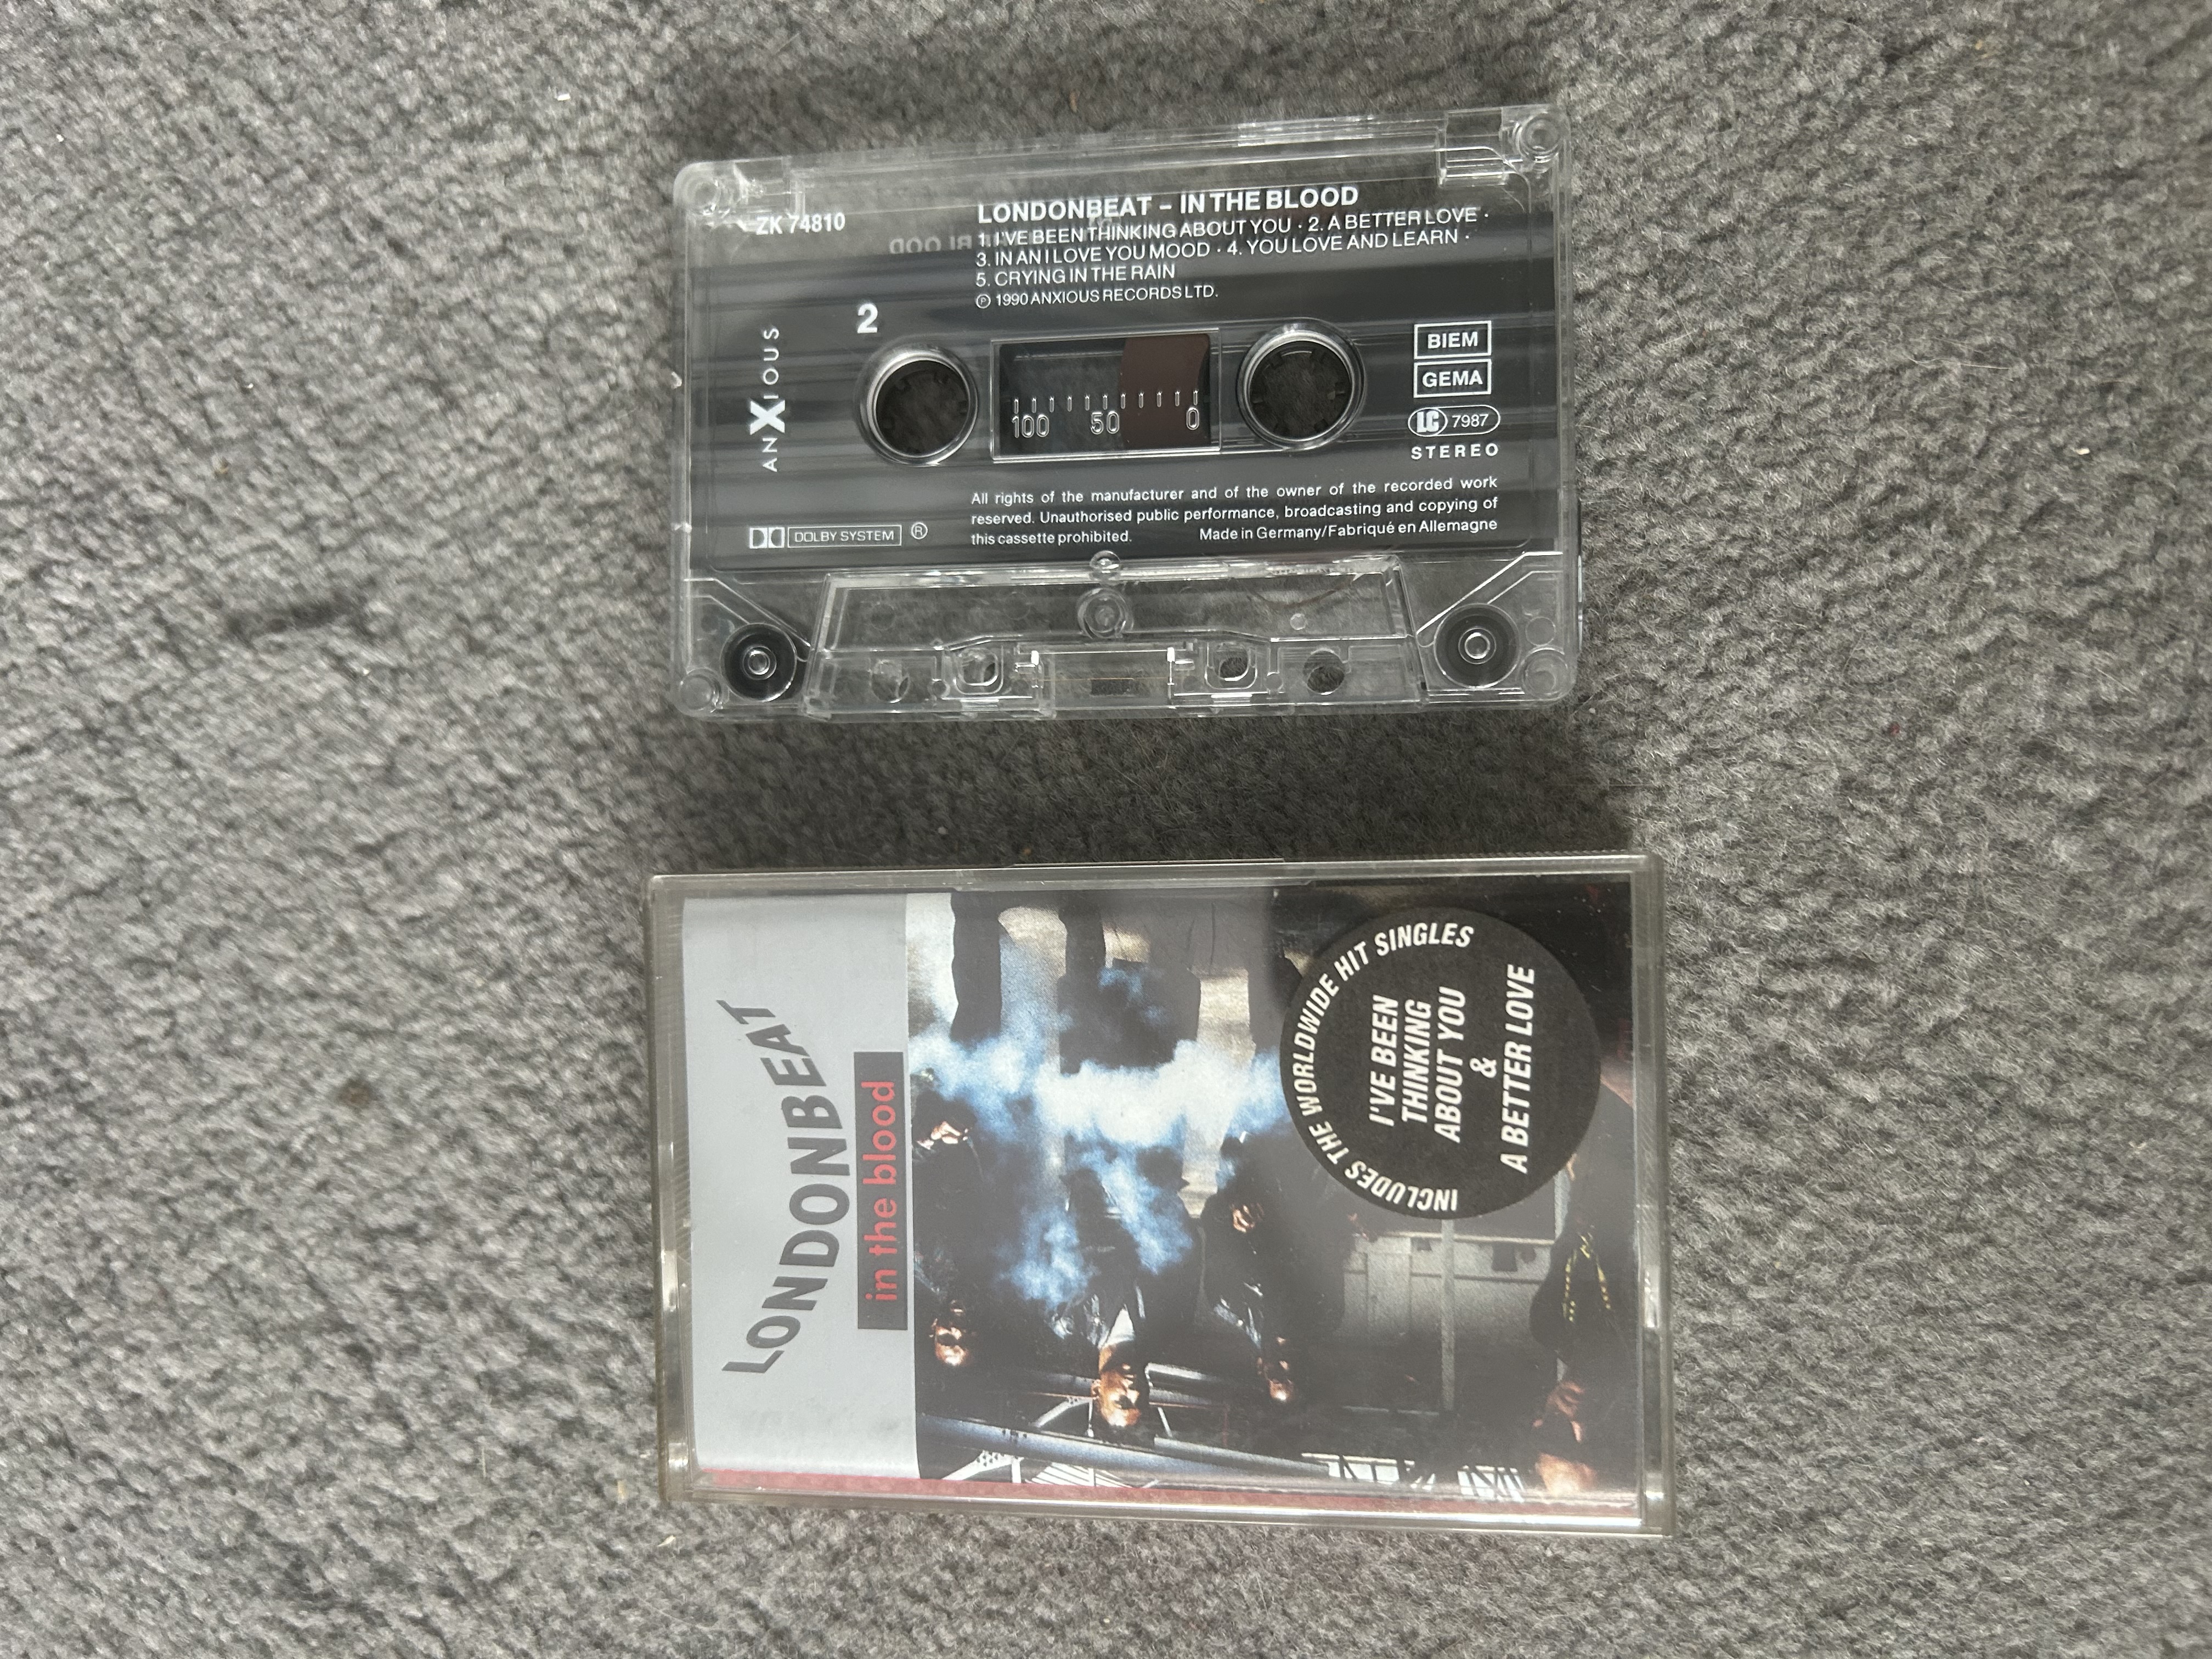 ZK 74810
LONDONBEAT – IN THE BLOOD
1. I'VE BEEN THINKING ABOUT YOU · 2. A BETTER LOVE ·
3. IN AN I LOVE YOU MOOD · 4. YOU LOVE AND LEARN ·
5. CRYING IN THE RAIN
Ⓟ 1990 ANXIOUS RECORDS LTD.
2
ANXIOUS
100 50 0
BIEM
GEMA
LC 7987
STEREO
DOLBY SYSTEM ®
All rights of the manufacturer and of the owner of the recorded work
reserved. Unauthorised public performance, broadcasting and copying of
this cassette prohibited. Made in Germany/Fabriqué en Allemagne
LONDONBEAT
in the blood
INCLUDES THE WORLDWIDE HIT SINGLES
I'VE BEEN
THINKING
ABOUT YOU
&
A BETTER LOVE